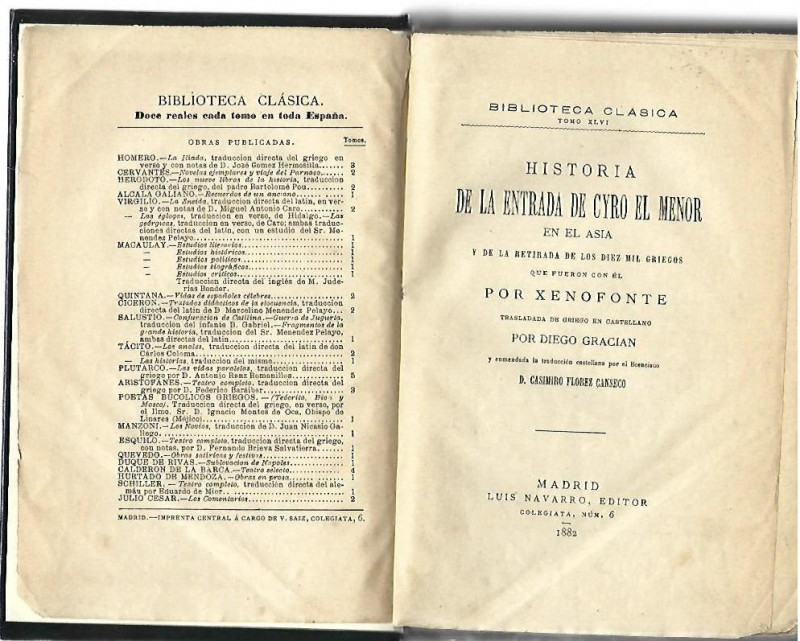 BIBLIOTECA CLÁSICA.
Doce reales cada tomo en toda España.
OBRAS PUBLICADAS. Tomos.
HOMERO.—La Iliada, traduccion directa del griego en
verso y con notas de D. José Gomez Hermosilla....... 3
CERVANTES.—Novelas ejemplares y viaje del Parnaso.. 2
HERODOTO.—Los nueve libros de la historia, traduccion
directa del griego, del padre Bartolomé Pou.......... 2
ALCALA GALIANO.—Recuerdos de un anciano......... 1
VIRGILIO.—La Eneida, traduccion directa del latin, en ver-
so y con notas de D. Miguel Antonio Caro............ 2
— Las églogas, traduccion en verso, de Hidalgo.—Las
geórgicas, traduccion en verso, de Caro; ambas traduc-
ciones directas del latin, con un estudio del Sr. Me-
nendez Pelayo...... 1
MACAULAY.—Estudios literarios...... 1
— Estudios históricos...... 1
— Estudios políticos...... 1
— Estudios biográficos...... 1
— Estudios críticos...... 1
Traduccion directa del inglés de M. Jude-
rías Bender.
QUINTANA.—Vidas de españoles célebres...... 2
CICERON.—Tratados didácticos de la elocuencia, traduccion
directa del latin de D Marcelino Menendez Pelayo... 2
SALUSTIO.—Conjuracion de Catilina.—Guerra de Jugurta,
traduccion del infante D. Gabriel.—Fragmentos de la
grande historia, traduccion del Sr. Menendez Pelayo,
ambas directas del latin...... 1
TÁCITO.—Los anales, traduccion directa del latin de don
Cárlos Coloma...... 2
— Las historias, traduccion del mismo...... 1
PLUTARCO.—Las vidas paralelas, traduccion directa del
griego por D. Antonio Ranz Romanillos...... 5
ARISTOFANES.—Teatro completo, traduccion directa del
griego por D. Federico Baraibar...... 3
POETAS BUCÓLICOS GRIEGOS.—(Teócrito, Bion y
Mosco). Traduccion directa del griego, en verso, por
el Ilmo. Sr. D. Ignacio Montes de Oca, Obispo de
Linares (Méjico)...... 1
MANZONI.—Los Novios, traduccion de D. Juan Nicasio Ga-
llego...... 1
ESQUILO.—Teatro completo, traduccion directa del griego,
con notas, por D. Fernando Brieva Salvatierra...... 1
QUEVEDO.—Obras satíricas y festivas...... 1
DUQUE DE RIVAS.—Sublevacion de Nápoles...... 1
CALDERON DE LA BARCA.—Teatro selecto...... 4
HURTADO DE MENDOZA.—Obras en prosa...... 1
SCHILLER.—Teatro completo, traduccion directa del ale-
mán por Eduardo de Mier...... 1
JULIO CESAR.—Los Comentarios...... 2
MADRID.—IMPRENTA CENTRAL Á CARGO DE V. SAIZ, COLEGIATA, 6.
BIBLIOTECA CLÁSICA
TOMO XLVI
HISTORIA
DE LA ENTRADA DE CYRO EL MENOR
EN EL ASIA
Y DE LA RETIRADA DE LOS DIEZ MIL GRIEGOS
QUE FUERON CON ÉL
POR XENOFONTE
TRASLADADA DE GRIEGO EN CASTELLANO
POR DIEGO GRACIAN
y enmendada la traducción castellana por el licenciado
D. CASIMIRO FLOREZ CANSECO
MADRID
LUIS NAVARRO, EDITOR
COLEGIATA, NÚM. 6
1882